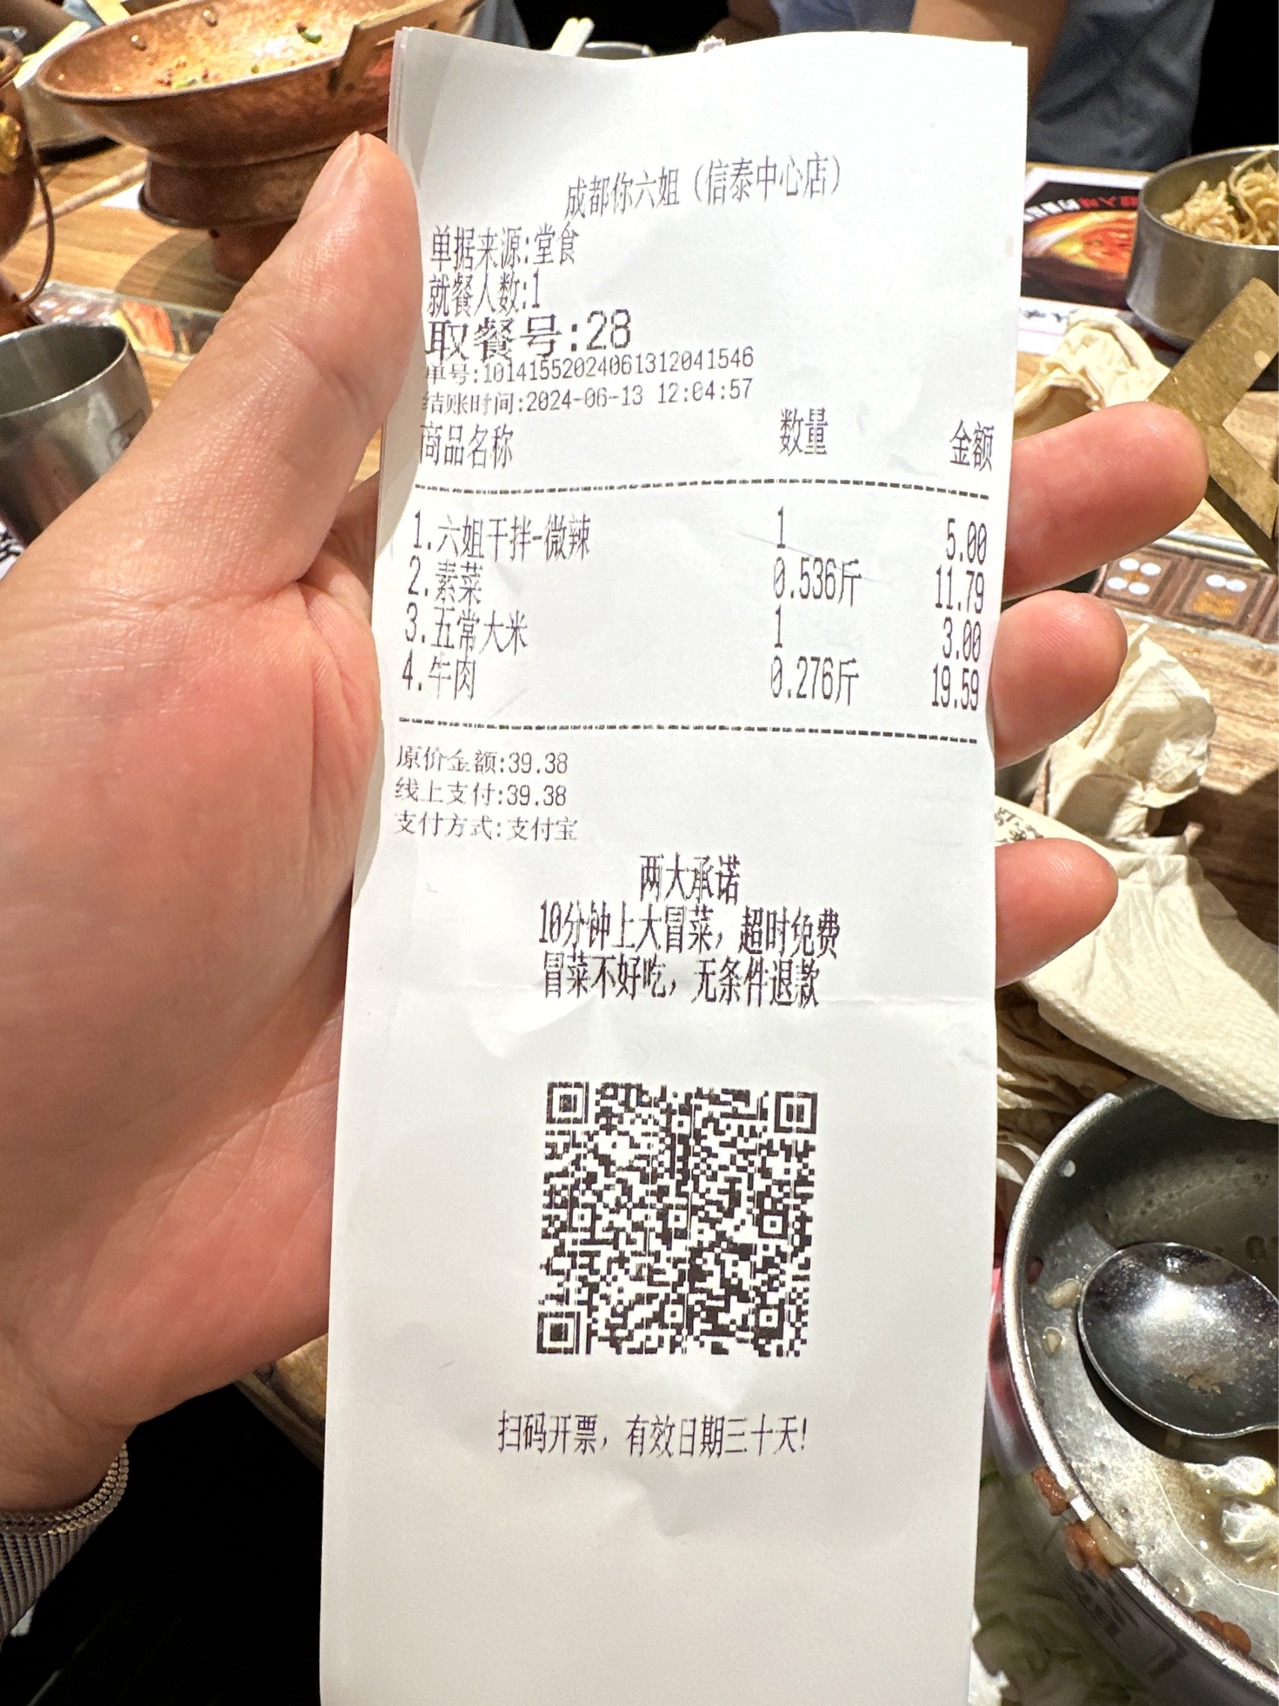 成都你六姐（信泰中心店）
单据来源:堂食
就餐人数:1
取餐号:28
单号:10141552024061312041546
结账时间:2024-06-13 12:04:57
商品名称 数量 金额
1.六姐干拌-微辣 1 5.00
2.素菜 0.536斤 11.79
3.五常大米 1 3.00
4.牛肉 0.276斤 19.59
原价金额:39.38
线上支付:39.38
支付方式:支付宝
两大承诺
10分钟上大冒菜，超时免费
冒菜不好吃，无条件退款
扫码开票，有效日期三十天!